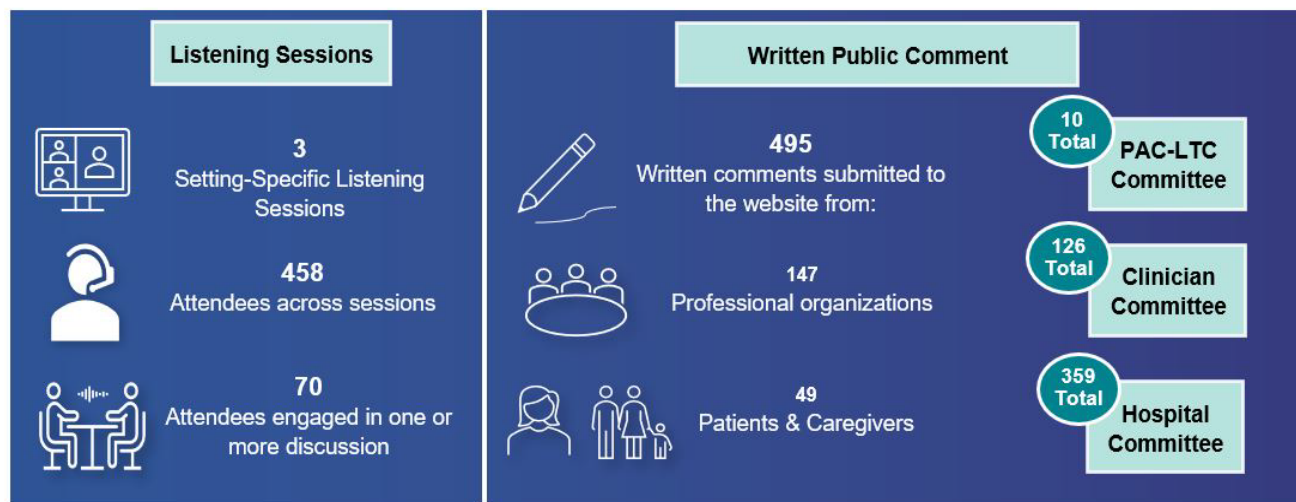 Listening Sessions
3
Setting-Specific Listening
Sessions
458
Attendees across sessions
70
Attendees engaged in one or
more discussion
Written Public Comment
495
Written comments submitted to
the website from:
147
Professional organizations
49
Patients & Caregivers
10
Total
PAC-LTC
Committee
126
Total
Clinician
Committee
359
Total
Hospital
Committee